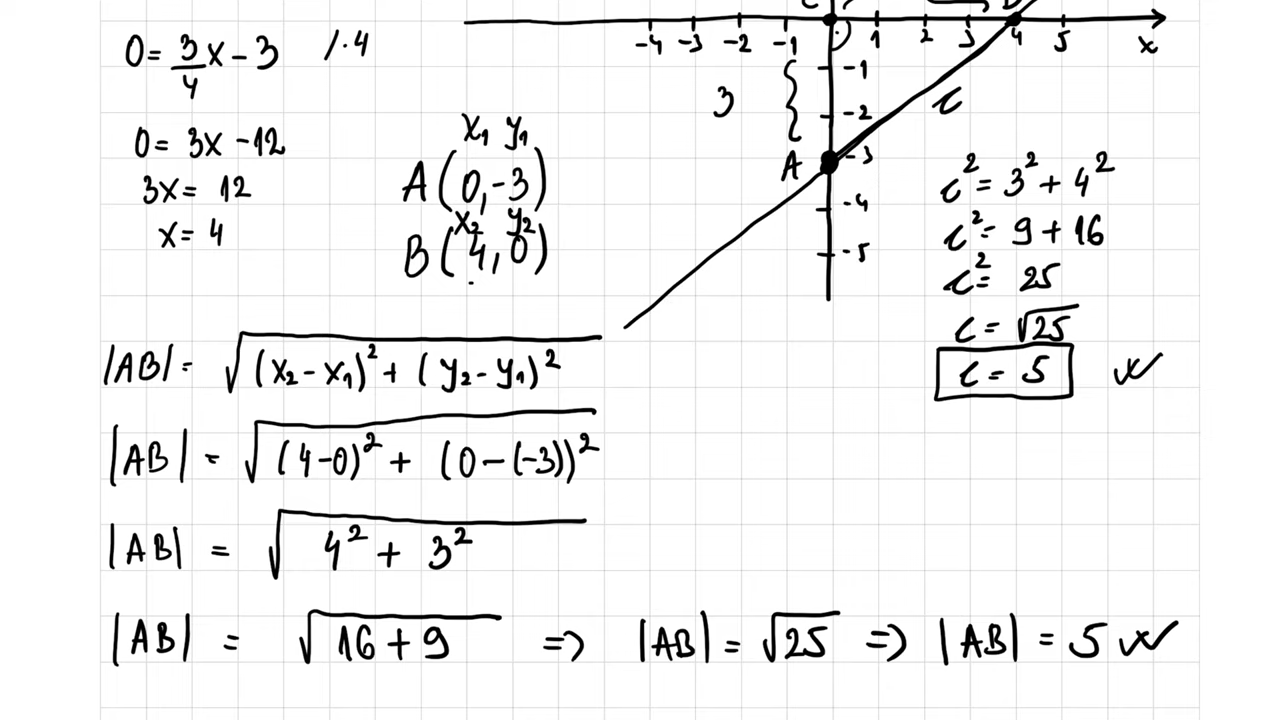 0 = 3/4 x - 3 /·4
0 = 3x - 12
3x = 12
x = 4
x₁ y₁
A (0, -3)
x₂ y₂
B (4, 0)
-4 -3 -2 -1 1 2 3 4 5
x
-1
-2
-3
-4
-5
3
A
c
c² = 3² + 4²
c² = 9 + 16
c² = 25
c = √25
c = 5
|AB| = √(x₂ - x₁)² + (y₂ - y₁)²
|AB| = √(4-0)² + (0-(-3))²
|AB| = √4² + 3²
|AB| = √16 + 9 => |AB| = √25 => |AB| = 5